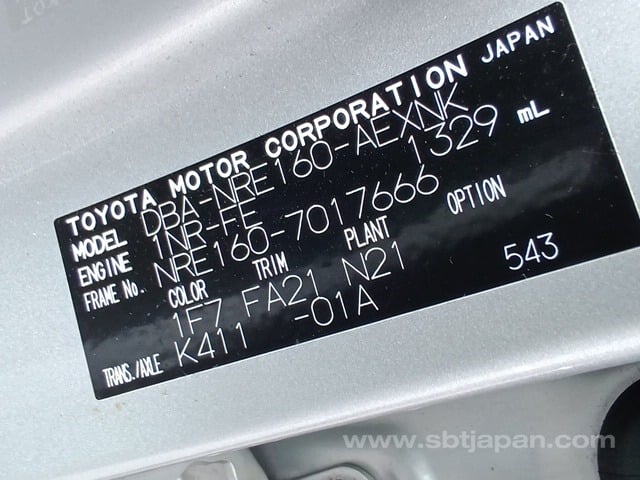 TOYOTA MOTOR CORPORATION JAPAN
MODEL DBA-NRE160-AEXNK
ENGINE 1NR-FE 1329 mL
FRAME No. NRE160-7017666
COLOR TRIM PLANT OPTION
1F7 FA21 N21 543
TRANS./AXLE K411 -01A
www.sbtjapan.com